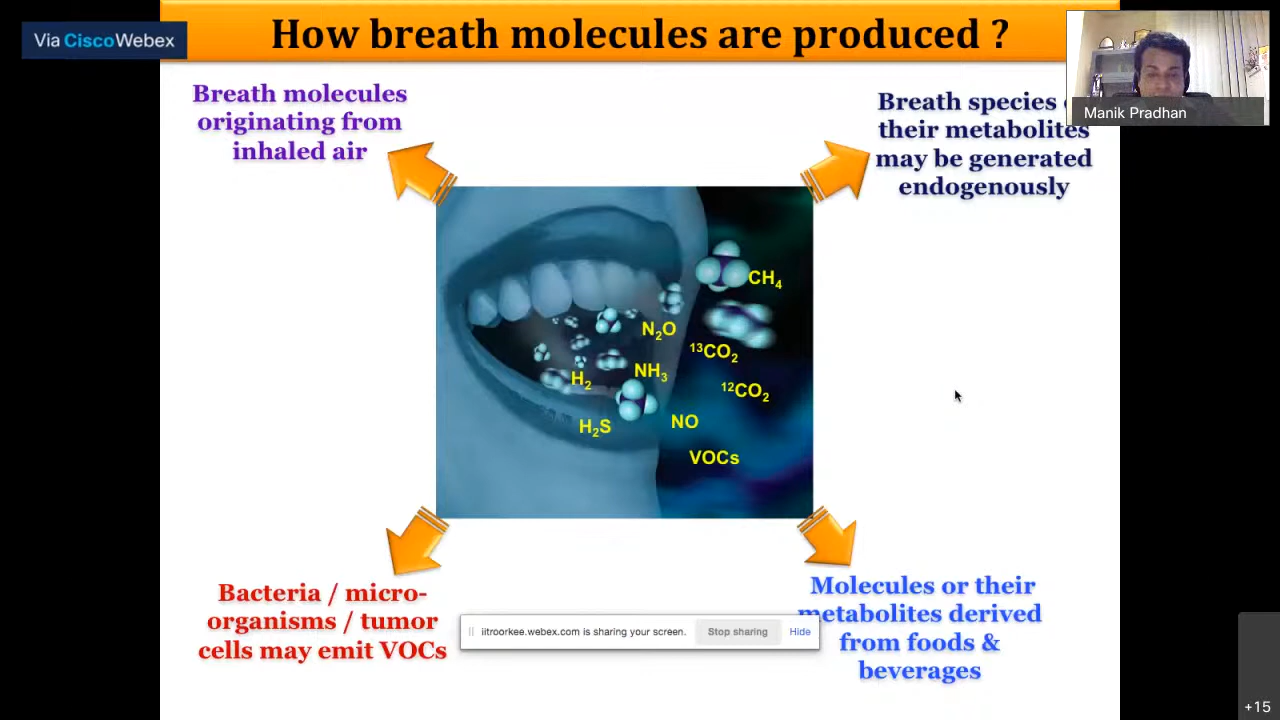 Via CiscoWebex
How breath molecules are produced ?
Manik Pradhan
Breath molecules
originating from
inhaled air
Breath species
their metabolites
may be generated
endogenously
CH₄
N₂O
¹³CO₂
NH₃
H₂
¹²CO₂
NO
H₂S
VOCs
Bacteria / micro-
organisms / tumor
cells may emit VOCs
Molecules or their
metabolites derived
from foods &
beverages
iitroorkee.webex.com is sharing your screen.
Stop sharing
Hide
+15